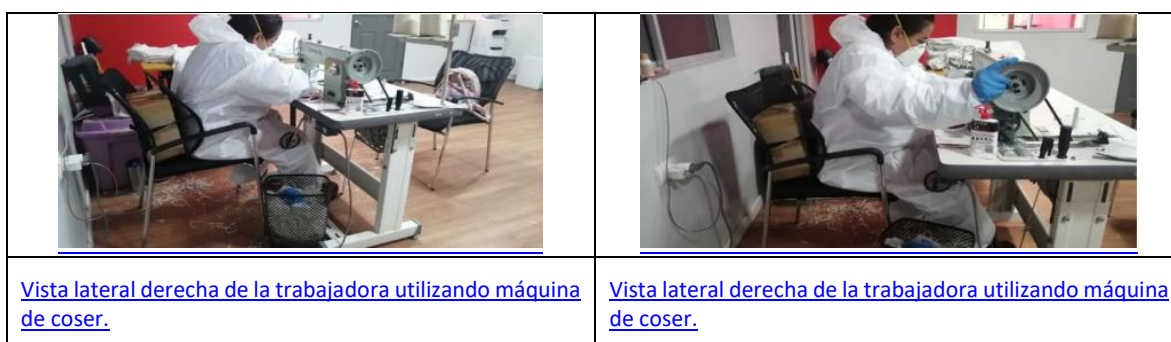 Vista lateral derecha de la trabajadora utilizando máquina
de coser.
Vista lateral derecha de la trabajadora utilizando máquina
de coser.